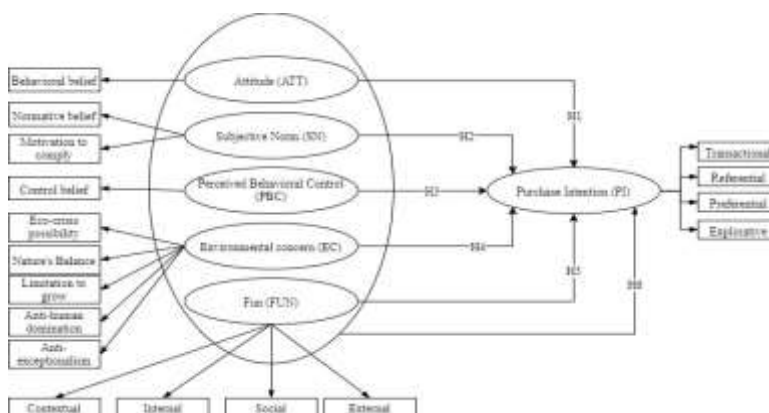 Behavioral belief
Normative belief
Motivation to
comply
Control belief
Eco-crisis
possibility
Nature's Balance
Limitation to
grow
Anti-human
domination
Anti-
exceptionalism
Attitude (ATT)
Subjective Norm (SN)
Perceived Behavioral Control
(PBC)
Environmental concern (EC)
Fun (FUN)
H1
H2
H3
H4
H5
H6
Purchase Intention (PI)
Transactional
Referential
Preferential
Explorative
Contextual
Internal
Social
External